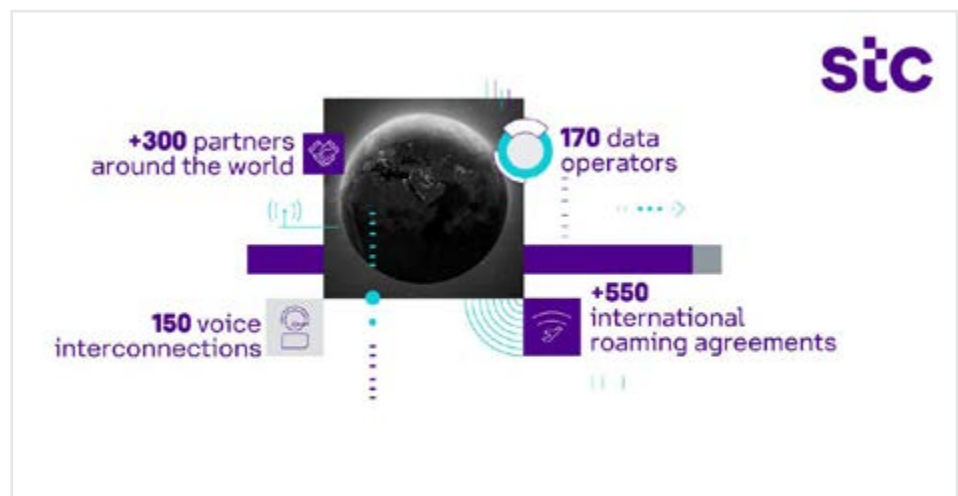 stc
+300 partners
around the world
170 data
operators
150 voice
interconnections
+550
international
roaming agreements